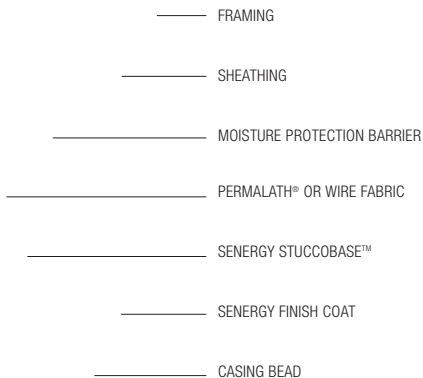 FRAMING
SHEATHING
MOISTURE PROTECTION BARRIER
PERMALATH® OR WIRE FABRIC
SENERGY STUCCOBASE™
SENERGY FINISH COAT
CASING BEAD